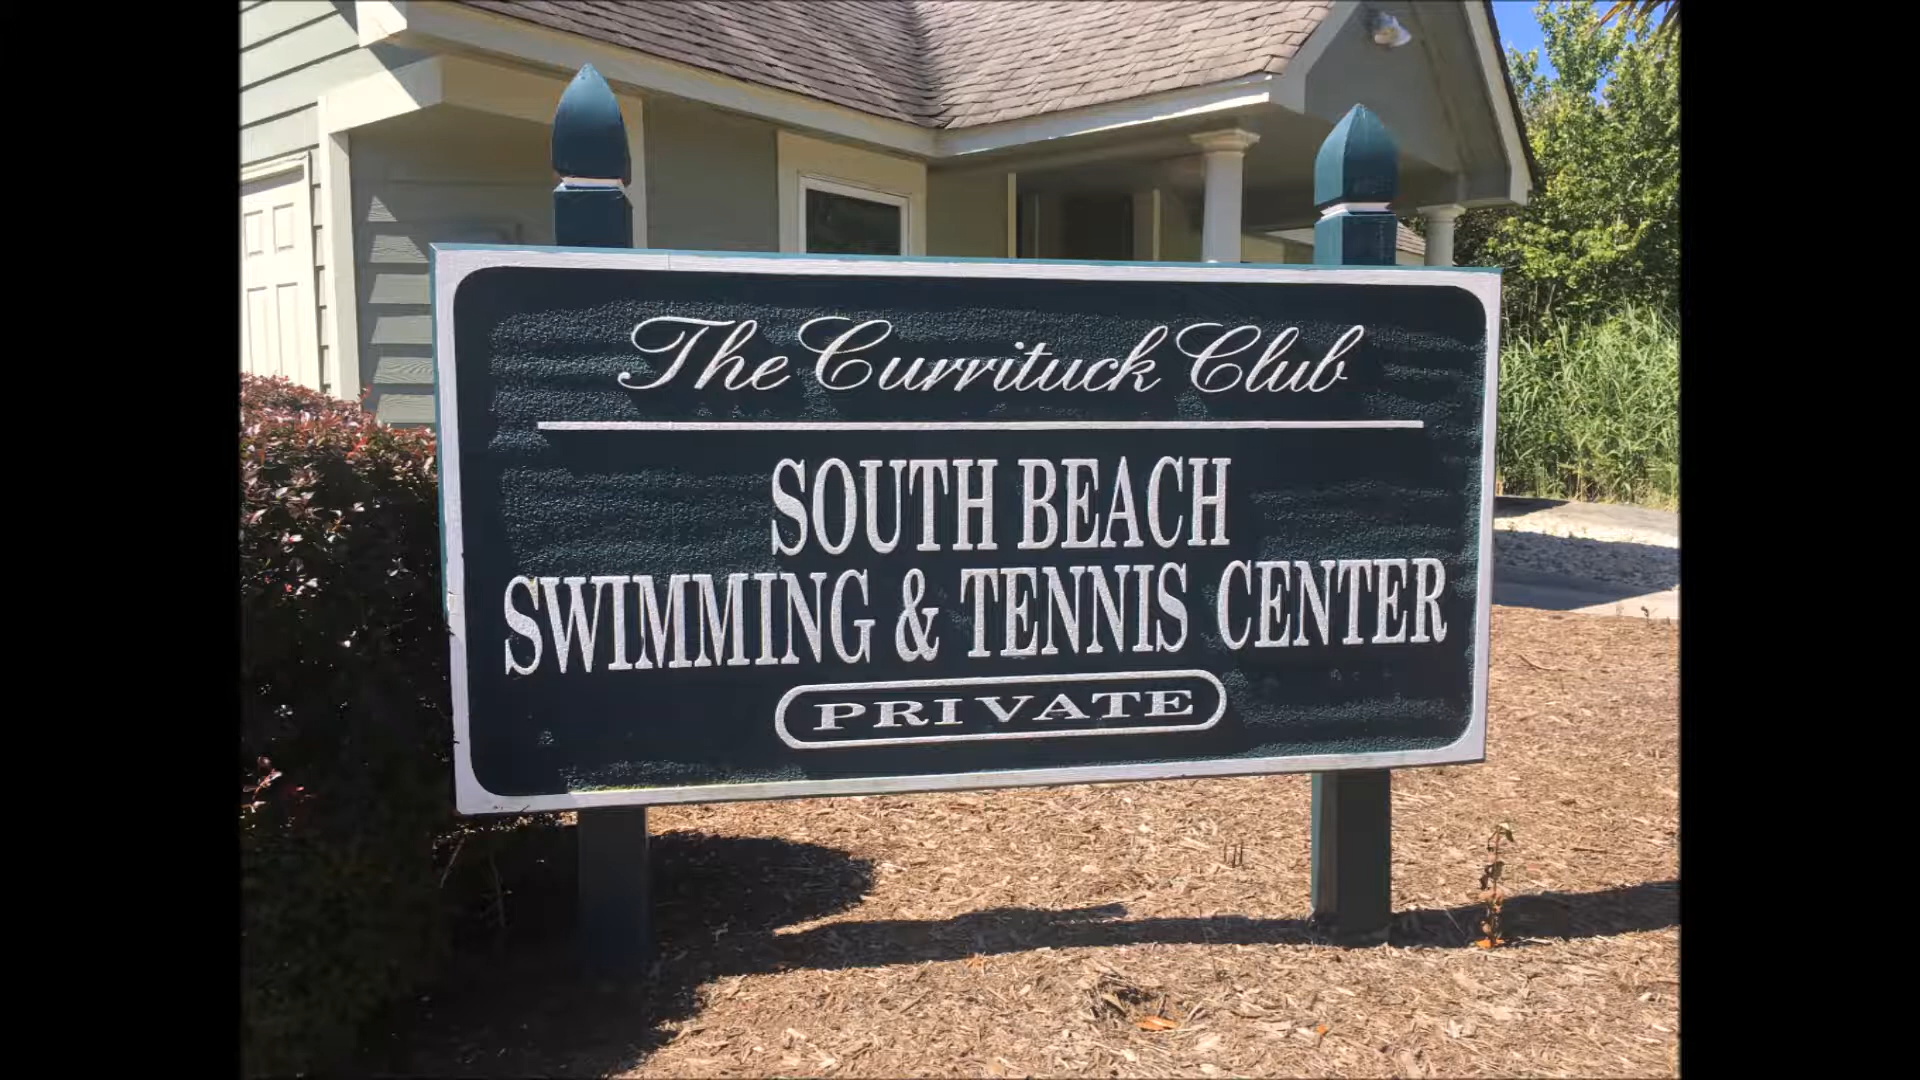 The Currituck Club
SOUTH BEACH
SWIMMING & TENNIS CENTER
PRIVATE